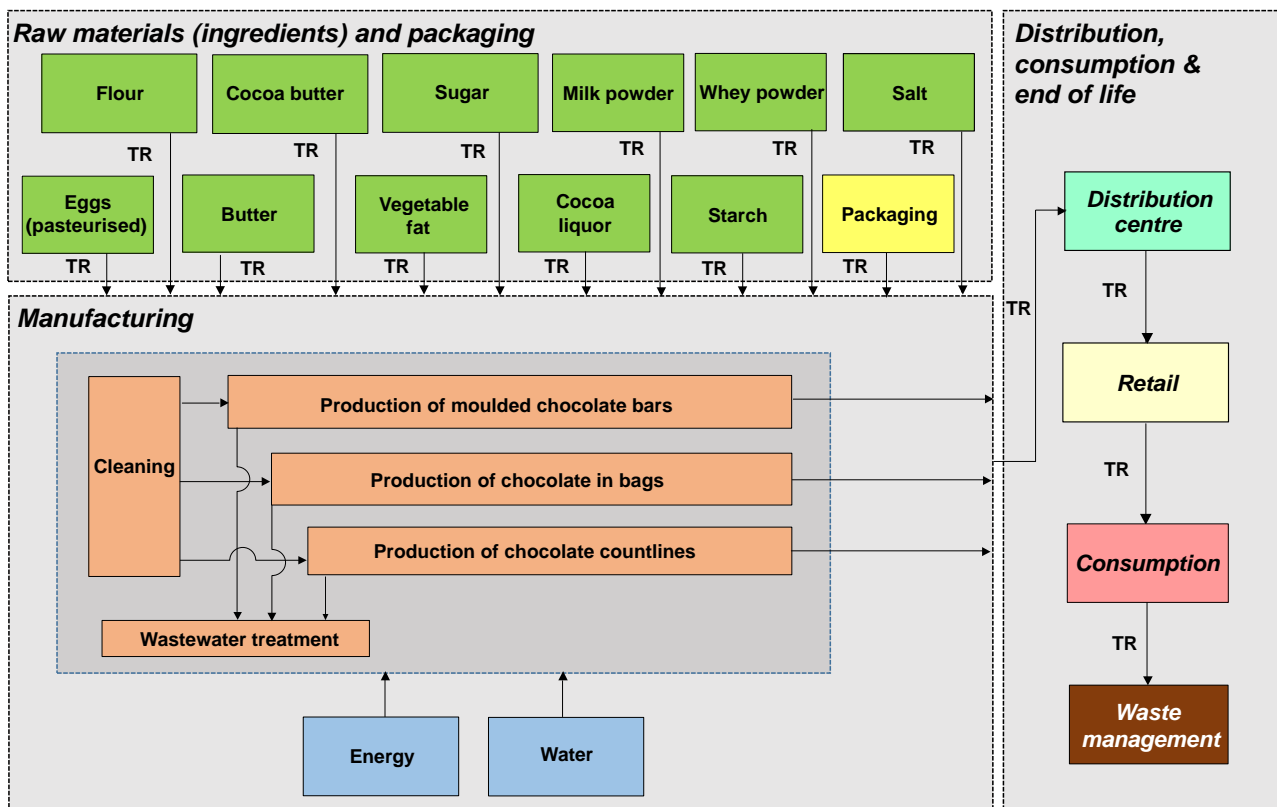 Raw materials (ingredients) and packaging
Flour
Cocoa butter
Sugar
Milk powder
Whey powder
Salt
TR
TR
TR
TR
TR
TR
Eggs
(pasteurised)
Butter
Vegetable
fat
Cocoa
liquor
Starch
Packaging
TR
TR
TR
TR
TR
TR
Manufacturing
Cleaning
Production of moulded chocolate bars
Production of chocolate in bags
Production of chocolate countlines
Wastewater treatment
Energy
Water
TR
Distribution,
consumption &
end of life
Distribution
centre
TR
Retail
TR
Consumption
TR
Waste
management